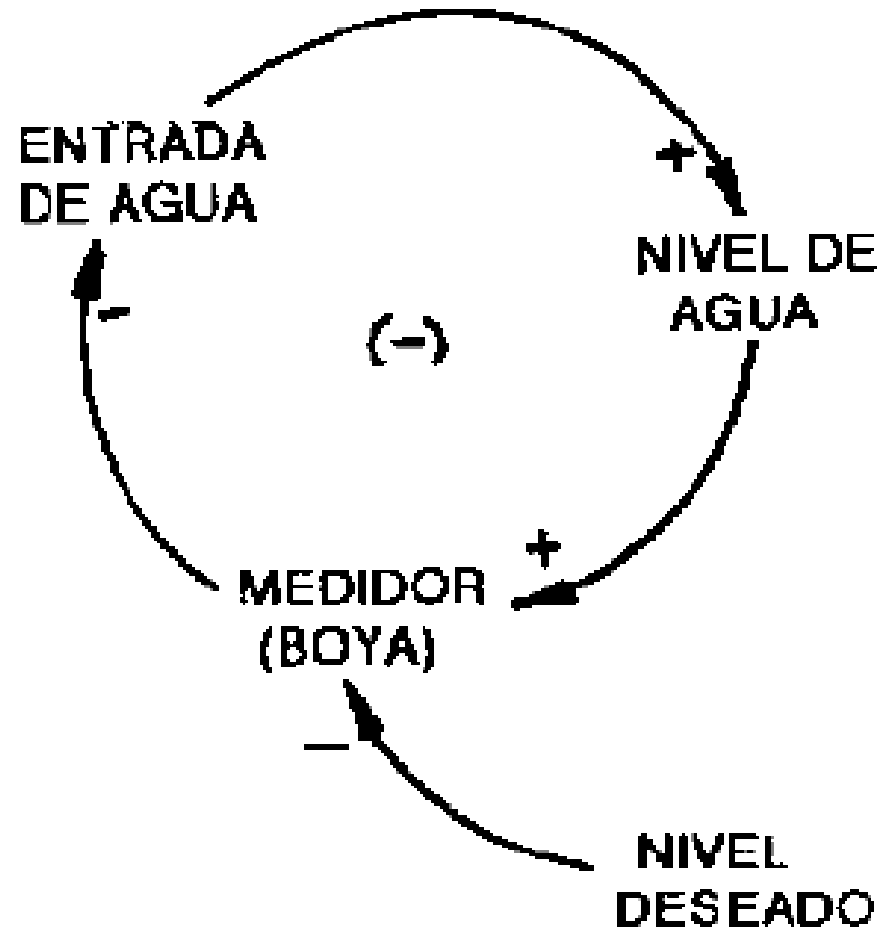 ENTRADA
DE AGUA
+
NIVEL DE
AGUA
-
(-)
+
MEDIDOR
(BOYA)
—
NIVEL
DESEADO